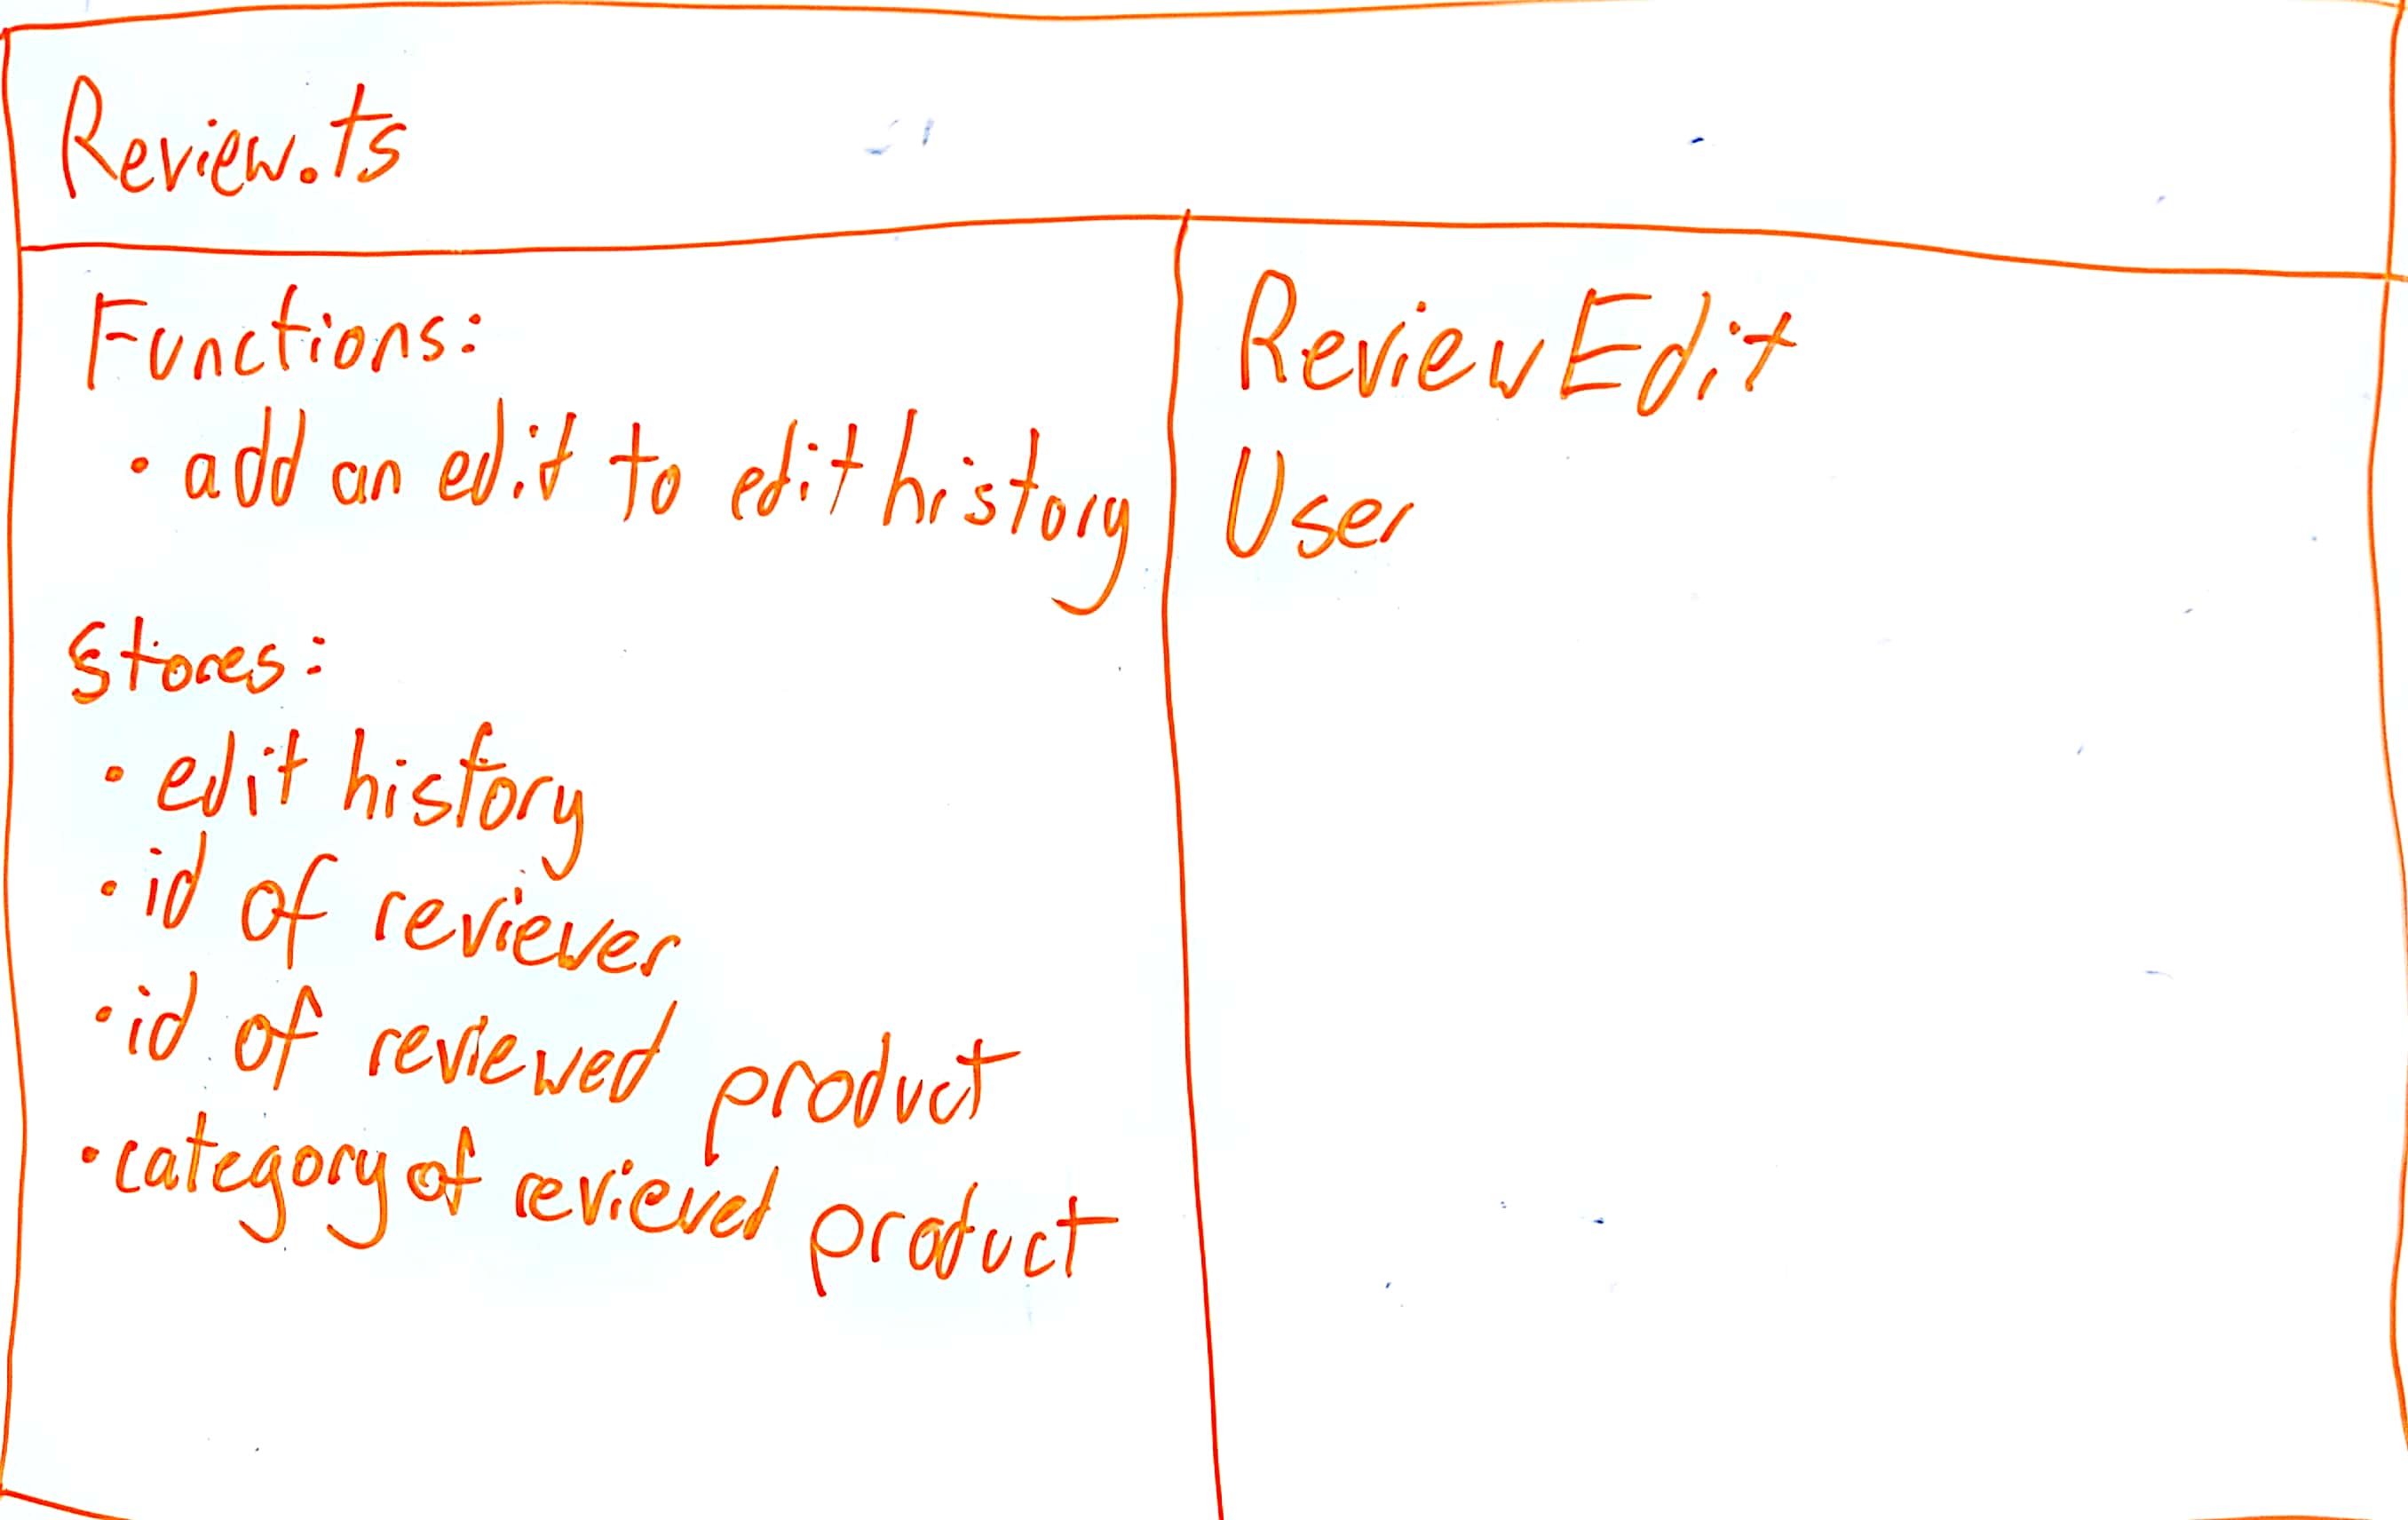 Review.ts
Functions:
• add an edit to edit history
Stores:
• edit history
• id of reviewer
• id of reviewed product
• category of reviewed product
ReviewEdit
User